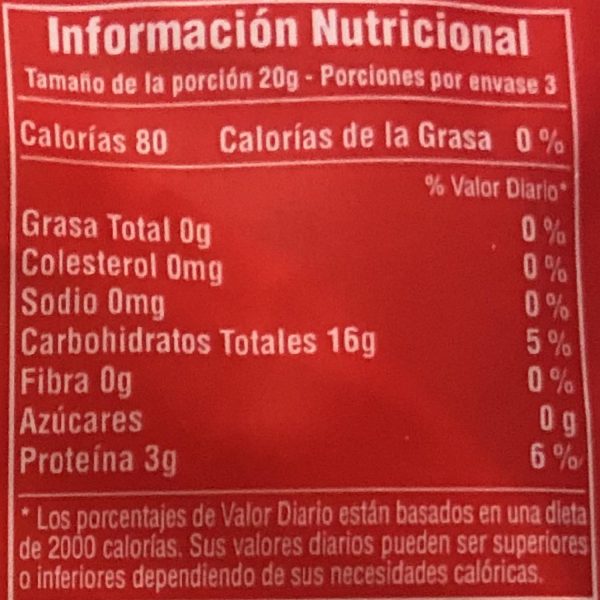 Información Nutricional
Tamaño de la porción 20g - Porciones por envase 3
Calorías 80 Calorías de la Grasa 0 %
% Valor Diario*
Grasa Total 0g 0 %
Colesterol 0mg 0 %
Sodio 0mg 0 %
Carbohidratos Totales 16g 5 %
Fibra 0g 0 %
Azúcares 0 g
Proteína 3g 6 %
* Los porcentajes de Valor Diario están basados en una dieta
de 2000 calorías. Sus valores diarios pueden ser superiores
o inferiores dependiendo de sus necesidades calóricas.